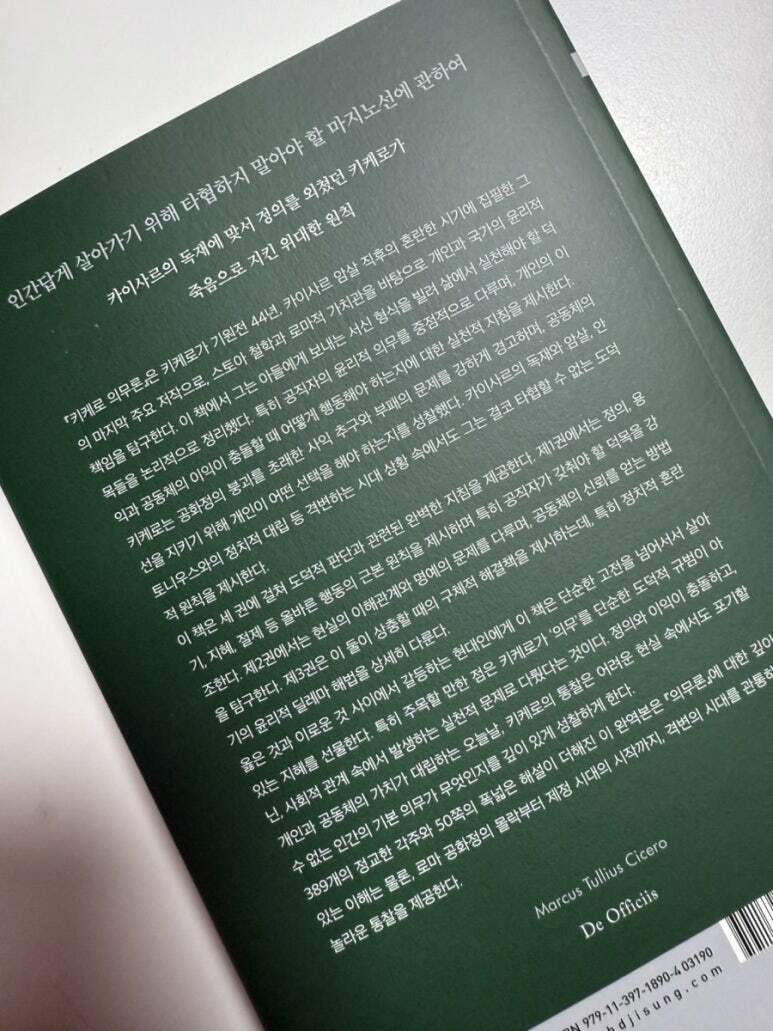 인간답게 살아가기 위해 타협하지 말아야 할 마지노선에 관하여
카이사르의 독재에 맞서 정의를 외쳤던 키케로가
죽음으로 지킨 위대한 원칙
『키케로 의무론』은 키케로가 기원전 44년, 카이사르 암살 직후의 혼란한 시기에 집필한 그
의 마지막 주요 저작으로, 스토아 철학과 로마적 가치관을 바탕으로 개인과 국가의 윤리적
책임을 탐구한다. 이 책에서 그는 아들에게 보내는 서신 형식을 빌려 삶에서 실천해야 할 덕
목들을 논리적으로 정리했다. 특히 공직자의 윤리적 의무를 중점적으로 다루며, 개인의 이
익과 공동체의 이익이 충돌할 때 어떻게 행동해야 하는지에 대한 실천적 지침을 제시한다.
키케로는 공화정의 붕괴를 초래한 사익 추구와 부패의 문제를 강하게 경고하며, 공동체의
선을 지키기 위해 개인이 어떤 선택을 해야 하는지를 성찰했다. 카이사르의 독재와 암살, 안
토니우스와의 정치적 대립 등 격변하는 시대 상황 속에서도 그는 결코 타협할 수 없는 도덕
적 원칙을 제시한다.
이 책은 세 권에 걸쳐 도덕적 판단과 관련된 완벽한 지침을 제공한다. 제1권에서는 정의, 용
기, 지혜, 절제 등 올바른 행동의 근본 원칙을 제시하며 특히 공직자가 갖춰야 할 덕목을 강
조한다. 제2권에서는 현실의 이해관계와 명예의 문제를 다루며, 공동체의 신뢰를 얻는 방법
을 탐구한다. 제3권은 이 둘이 상충할 때의 구체적 해결책을 제시하는데, 특히 정치적 혼란
기의 윤리적 딜레마 해법을 상세히 다룬다.
옳은 것과 이로운 것 사이에서 갈등하는 현대인에게 이 책은 단순한 고전을 넘어서서 살아
있는 지혜를 선물한다. 특히 주목할 만한 점은 키케로가 '의무'를 단순한 도덕적 규범이 아
닌, 사회적 관계 속에서 발생하는 실천적 문제로 다뤘다는 것이다. 정의와 이익이 충돌하고,
개인과 공동체의 가치가 대립하는 오늘날, 키케로의 통찰은 어려운 현실 속에서도 포기할
수 없는 인간의 기본 의무가 무엇인지를 깊이 있게 성찰하게 한다.
389개의 정교한 각주와 50쪽의 폭넓은 해설이 더해진 이 완역본은 『의무론』에 대한 깊이
있는 이해는 물론, 로마 공화정의 몰락부터 제정 시대의 시작까지, 격변의 시대를 관통하
놀라운 통찰을 제공한다.
Marcus Tullius Cicero
De Officiis
979-11-397-1890-4 03190
hdjisung.com